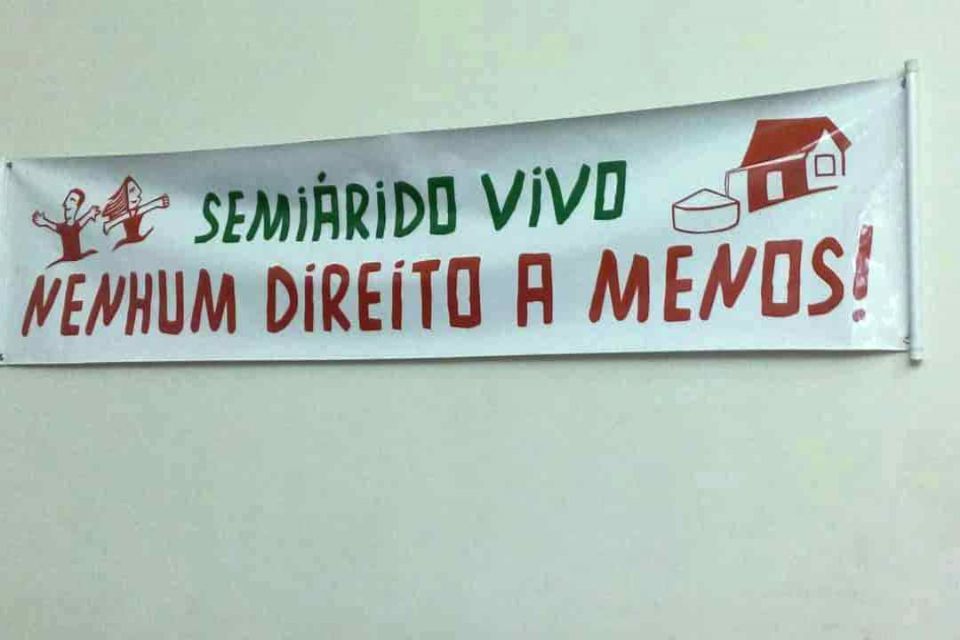 SEMIÁRIDO VIVO
NENHUM DIREITO A MENOS!